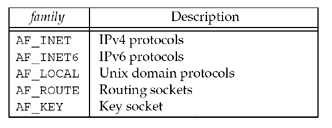 family Description
AF_INET IPv4 protocols
AF_INET6 IPv6 protocols
AF_LOCAL Unix domain protocols
AF_ROUTE Routing sockets
AF_KEY Key socket